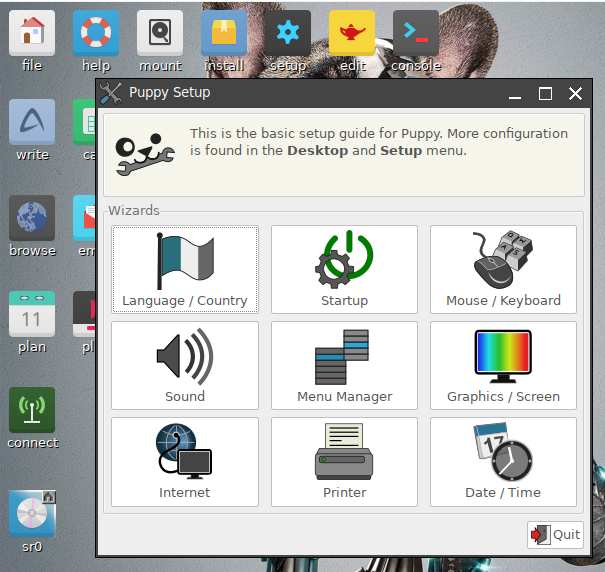 file
help
mount
install
setup
edit
console
Puppy Setup
This is the basic setup guide for Puppy. More configuration
is found in the Desktop and Setup menu.
Wizards
Language / Country
Startup
Mouse / Keyboard
Sound
Menu Manager
Graphics / Screen
Internet
17
Printer
Date / Time
Quit
write
ca
browse
em
11
plan
pl
connect
sr0